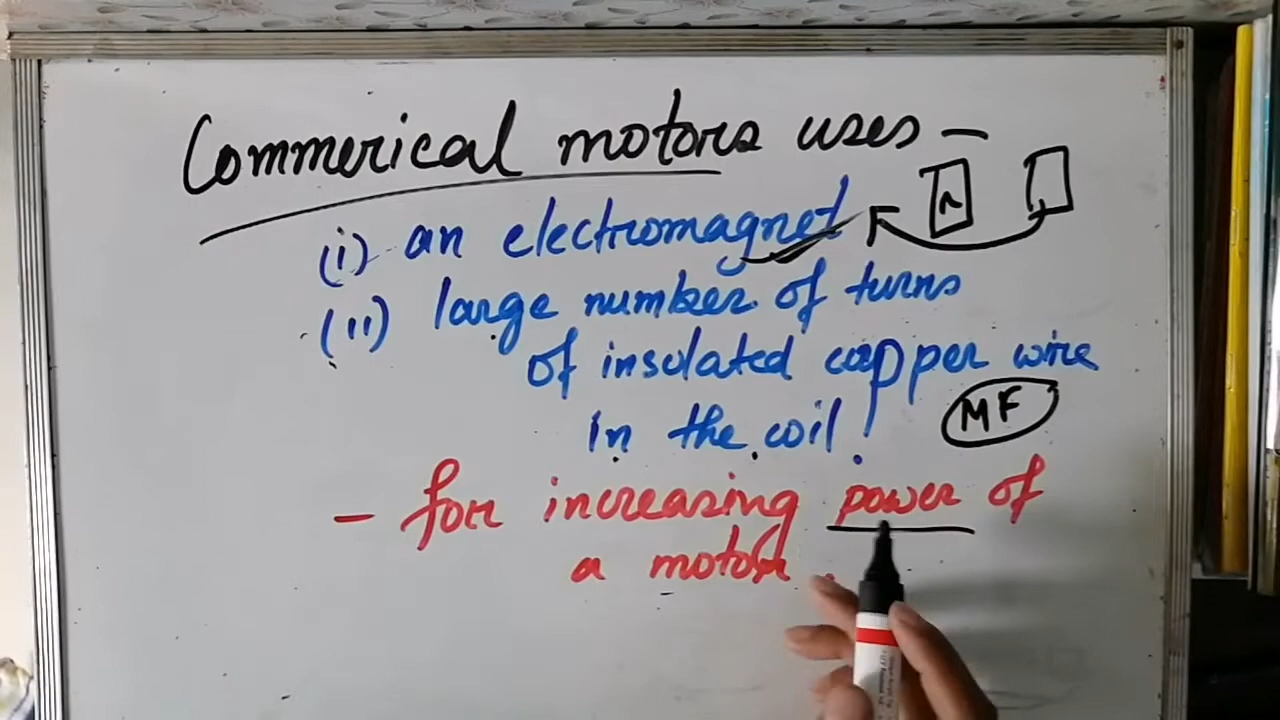 Commerical motors uses -
(i) an electromagnet
N
(ii) large number of turns
of insulated copper wire
in the coil!
MF
- for increasing power of
a motor.